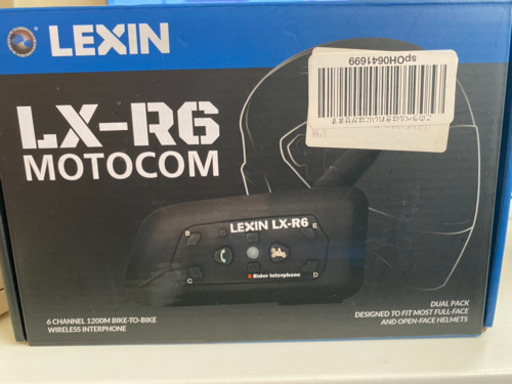 LEXIN
spOH0641699
LX-R6
MOTOCOM
LEXIN LX-R6
B
E
C
D
Rider interphone
6 CHANNEL 1200M BIKE-TO-BIKE
WIRELESS INTERPHONE
DUAL PACK
DESIGNED TO FIT MOST FULL-FACE
AND OPEN-FACE HELMETS